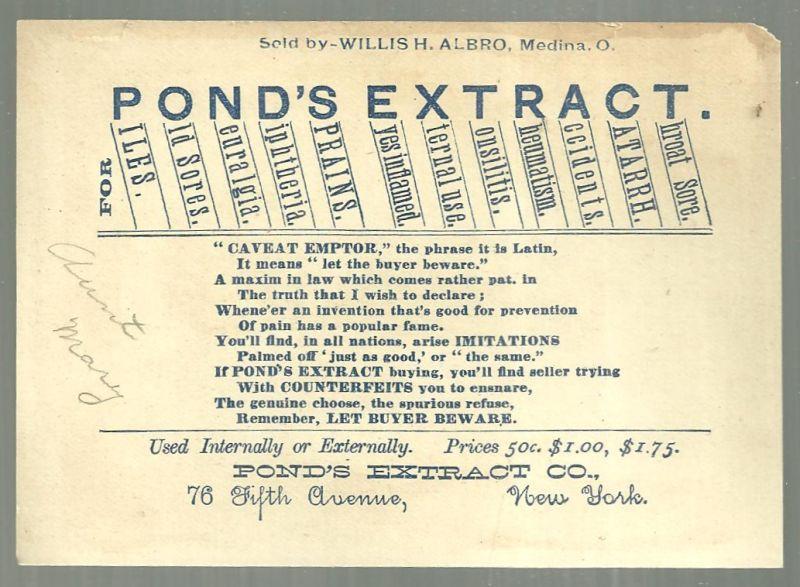 Sold by-WILLIS H. ALBRO, Medina, O.
POND'S EXTRACT.
FOR
ILES.
ld Sores.
euralgia.
iphtheria.
PRAINS.
yes inflamed.
ternal use.
onsilitis.
heumatism.
ccidents.
ATARRH.
hroat Sore.
"CAVEAT EMPTOR," the phrase it is Latin,
It means "let the buyer beware."
A maxim in law which comes rather pat. in
The truth that I wish to declare;
Whene'er an invention that's good for prevention
Of pain has a popular fame.
You'll find, in all nations, arise IMITATIONS
Palmed off 'just as good,' or "the same."
If POND'S EXTRACT buying, you'll find seller trying
With COUNTERFEITS you to ensnare,
The genuine choose, the spurious refuse,
Remember, LET BUYER BEWARE.
Aunt
Mary
Used Internally or Externally. Prices 50c. $1.00, $1.75.
POND'S EXTRACT CO.,
76 Fifth Avenue, New York.